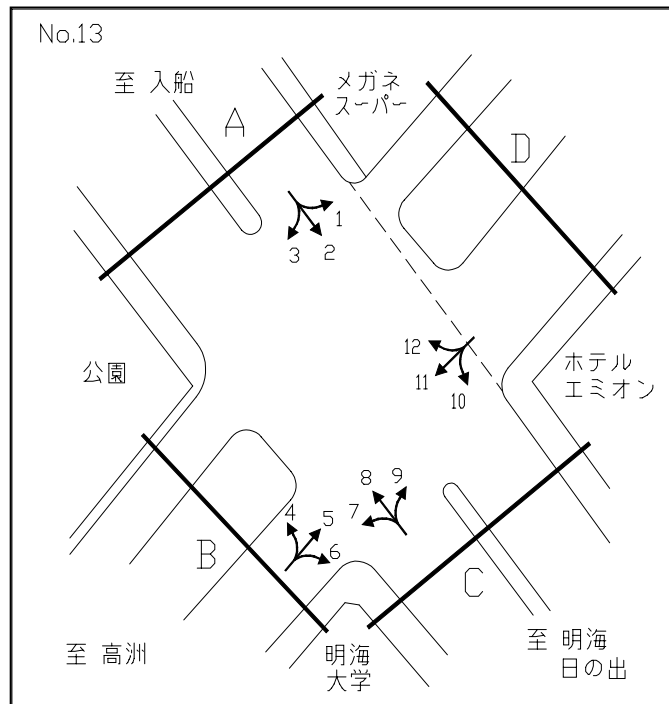 No.13
至 入船
メガネ
スーパー
A
D
1
2
3
12
11
10
公園
ホテル
エミオン
8
9
7
4
5
6
B
C
至 高洲
明海
大学
至 明海
日の出